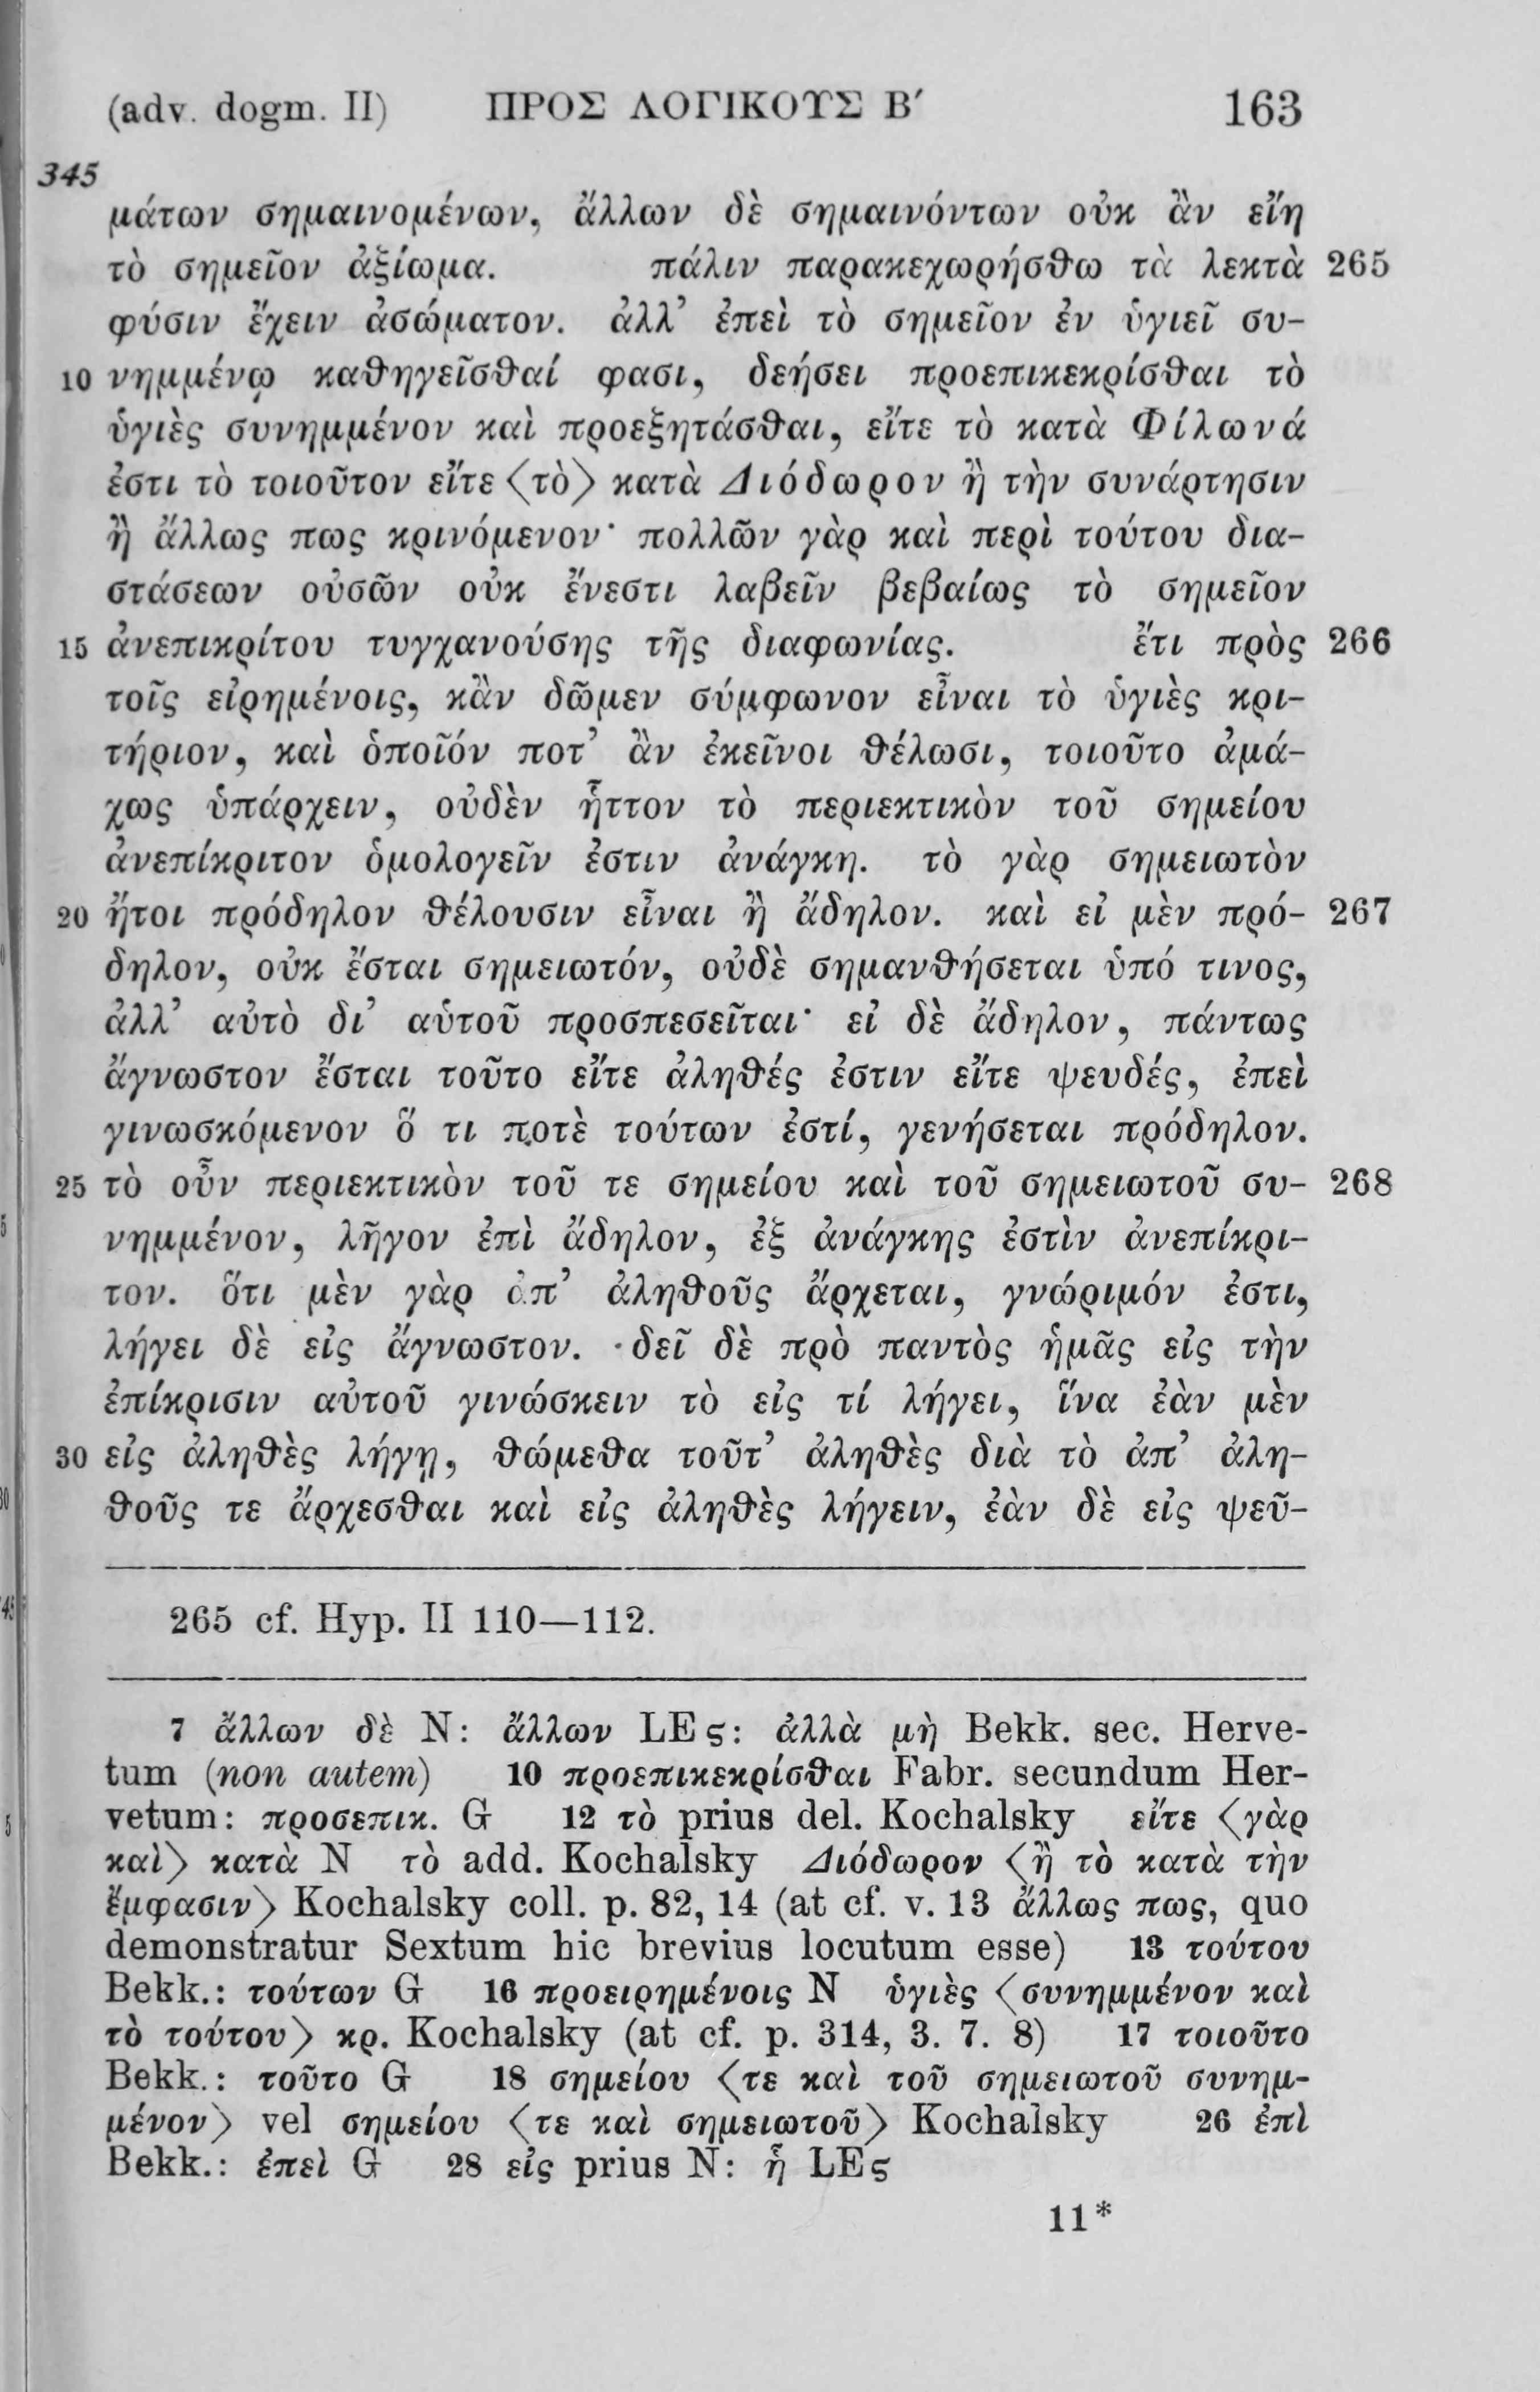 (adv. dogm. II) ΠΡΟΣ ΛΟΓΙΚΟΥΣ Β′ 163
345
μάτων σημαινομένων, ἄλλων δὲ σημαινόντων οὐκ ἂν εἴη
τὸ σημεῖον ἀξίωμα. πάλιν παρακεχωρήσθω τὰ λεκτὰ 265
φύσιν ἔχειν ἀσώματον. ἀλλ’ ἐπεὶ τὸ σημεῖον ἐν ὑγιεῖ συ-
10 νημμένῳ καθηγεῖσθαί φασι, δεήσει προεπικεκρίσθαι τὸ
ὑγιὲς συνημμένον καὶ προεξητάσθαι, εἴτε τὸ κατὰ Φίλωνά
ἐστι τὸ τοιοῦτον εἴτε ⟨τὸ⟩ κατὰ Διόδωρον ἢ τὴν συνάρτησιν
ἢ ἄλλως πως κρινόμενον· πολλῶν γὰρ καὶ περὶ τούτου δια-
στάσεων οὐσῶν οὐκ ἔνεστι λαβεῖν βεβαίως τὸ σημεῖον
15 ἀνεπικρίτου τυγχανούσης τῆς διαφωνίας. ἔτι πρὸς 266
τοῖς εἰρημένοις, κἂν δῶμεν σύμφωνον εἶναι τὸ ὑγιὲς κρι-
τήριον, καὶ ὁποῖόν ποτ’ ἂν ἐκεῖνοι θέλωσι, τοιοῦτο ἀμά-
χως ὑπάρχειν, οὐδὲν ἧττον τὸ περιεκτικὸν τοῦ σημείου
ἀνεπίκριτον ὁμολογεῖν ἐστιν ἀνάγκη. τὸ γὰρ σημειωτὸν
20 ἤτοι πρόδηλον θέλουσιν εἶναι ἢ ἄδηλον. καὶ εἰ μὲν πρό- 267
δηλον, οὐκ ἔσται σημειωτόν, οὐδὲ σημανθήσεται ὑπό τινος,
ἀλλ’ αὐτὸ δι’ αὑτοῦ προσπεσεῖται· εἰ δὲ ἄδηλον, πάντως
ἄγνωστον ἔσται τοῦτο εἴτε ἀληθές ἐστιν εἴτε ψευδές, ἐπεὶ
γινωσκόμενον ὅ τι ποτὲ τούτων ἐστί, γενήσεται πρόδηλον.
25 τὸ οὖν περιεκτικὸν τοῦ τε σημείου καὶ τοῦ σημειωτοῦ συ- 268
νημμένον, λῆγον ἐπὶ ἄδηλον, ἐξ ἀνάγκης ἐστὶν ἀνεπίκρι-
τον. ὅτι μὲν γὰρ ἀπ’ ἀληθοῦς ἄρχεται, γνώριμόν ἐστι,
λήγει δὲ εἰς ἄγνωστον. δεῖ δὲ πρὸ παντὸς ἡμᾶς εἰς τὴν
ἐπίκρισιν αὐτοῦ γινώσκειν τὸ εἰς τί λήγει, ἵνα ἐὰν μὲν
30 εἰς ἀληθὲς λήγῃ, θώμεθα τοῦτ’ ἀληθὲς διὰ τὸ ἀπ’ ἀλη-
θοῦς τε ἄρχεσθαι καὶ εἰς ἀληθὲς λήγειν, ἐὰν δὲ εἰς ψεῦ-
265 cf. Hyp. II 110—112.
7 ἄλλων δὲ N: ἄλλων LEς: ἀλλὰ μὴ Bekk. sec. Herve-
tum (non autem) 10 προεπικεκρίσθαι Fabr. secundum Her-
vetum: προσεπικ. G 12 τὸ prius del. Kochalsky εἴτε ⟨γὰρ
καὶ⟩ κατὰ N τὸ add. Kochalsky Διόδωρον ⟨ἢ τὸ κατὰ τὴν
ἔμφασιν⟩ Kochalsky coll. p. 82, 14 (at cf. v. 13 ἄλλως πως, quo
demonstratur Sextum hic brevius locutum esse) 13 τούτου
Bekk.: τούτων G 16 προειρημένοις N ὑγιὲς ⟨συνημμένον καὶ
τὸ τούτου⟩ κρ. Kochalsky (at cf. p. 314, 3. 7. 8) 17 τοιοῦτο
Bekk.: τοῦτο G 18 σημείου ⟨τε καὶ τοῦ σημειωτοῦ συνημ-
μένον⟩ vel σημείου ⟨τε καὶ σημειωτοῦ⟩ Kochalsky 26 ἐπὶ
Bekk.: ἐπεὶ G 28 εἰς prius N: ᾗ LEς
11*